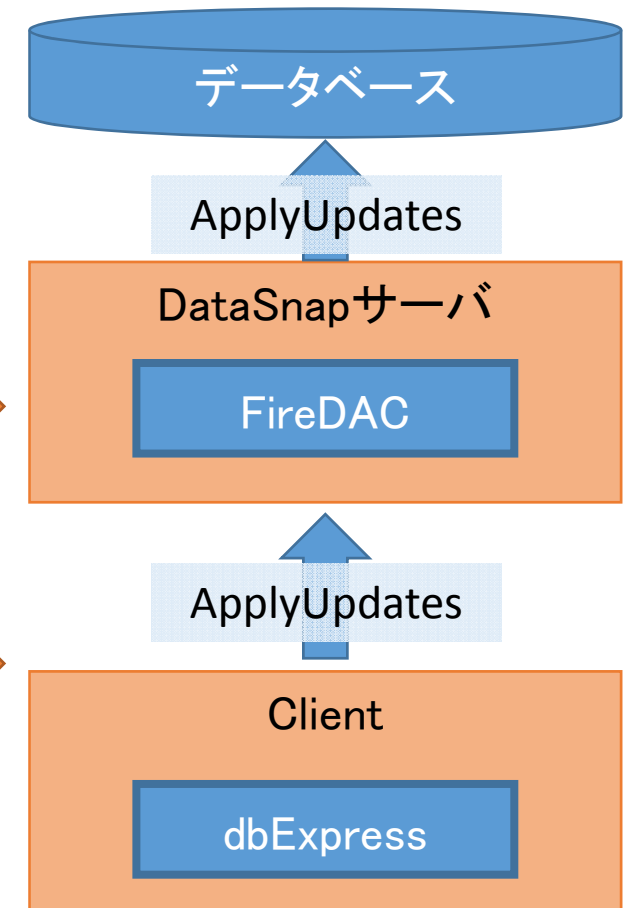 データベース
ApplyUpdates
DataSnapサーバ
FireDAC
ApplyUpdates
Client
dbExpress